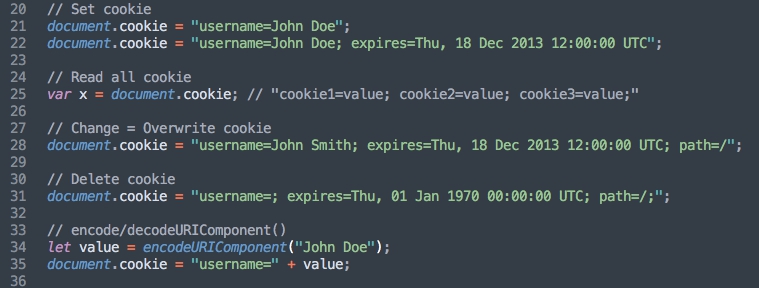 20 // Set cookie
21 document.cookie = "username=John Doe";
22 document.cookie = "username=John Doe; expires=Thu, 18 Dec 2013 12:00:00 UTC";
23
24 // Read all cookie
25 var x = document.cookie; // "cookie1=value; cookie2=value; cookie3=value;"
26
27 // Change = Overwrite cookie
28 document.cookie = "username=John Smith; expires=Thu, 18 Dec 2013 12:00:00 UTC; path=/";
29
30 // Delete cookie
31 document.cookie = "username=; expires=Thu, 01 Jan 1970 00:00:00 UTC; path=/;";
32
33 // encode/decodeURIComponent()
34 let value = encodeURIComponent("John Doe");
35 document.cookie = "username=" + value;
36